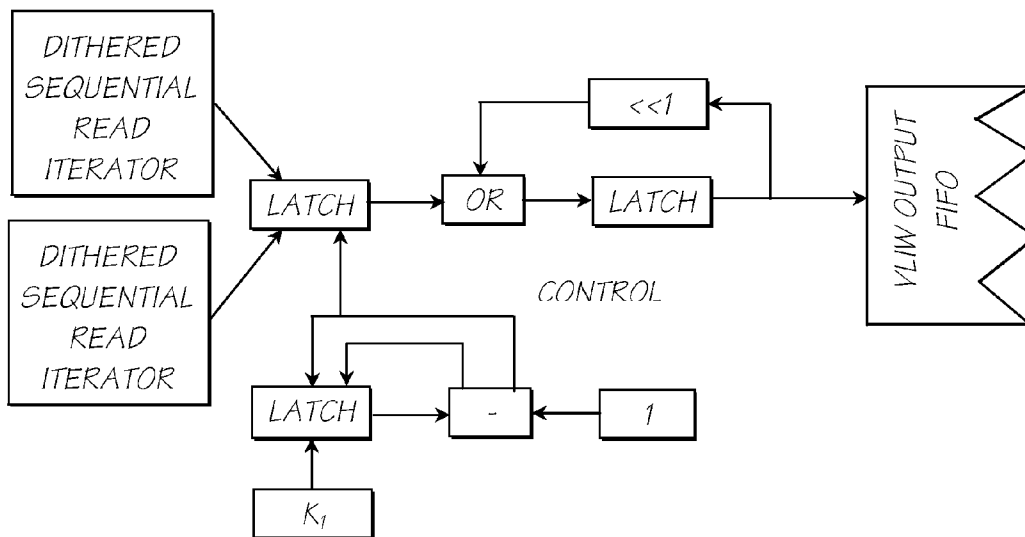 DITHERED
SEQUENTIAL
READ
ITERATOR
<<1
LATCH
OR
LATCH
VLIW OUTPUT
FIFO
DITHERED
SEQUENTIAL
READ
ITERATOR
CONTROL
LATCH
-
1
K₁